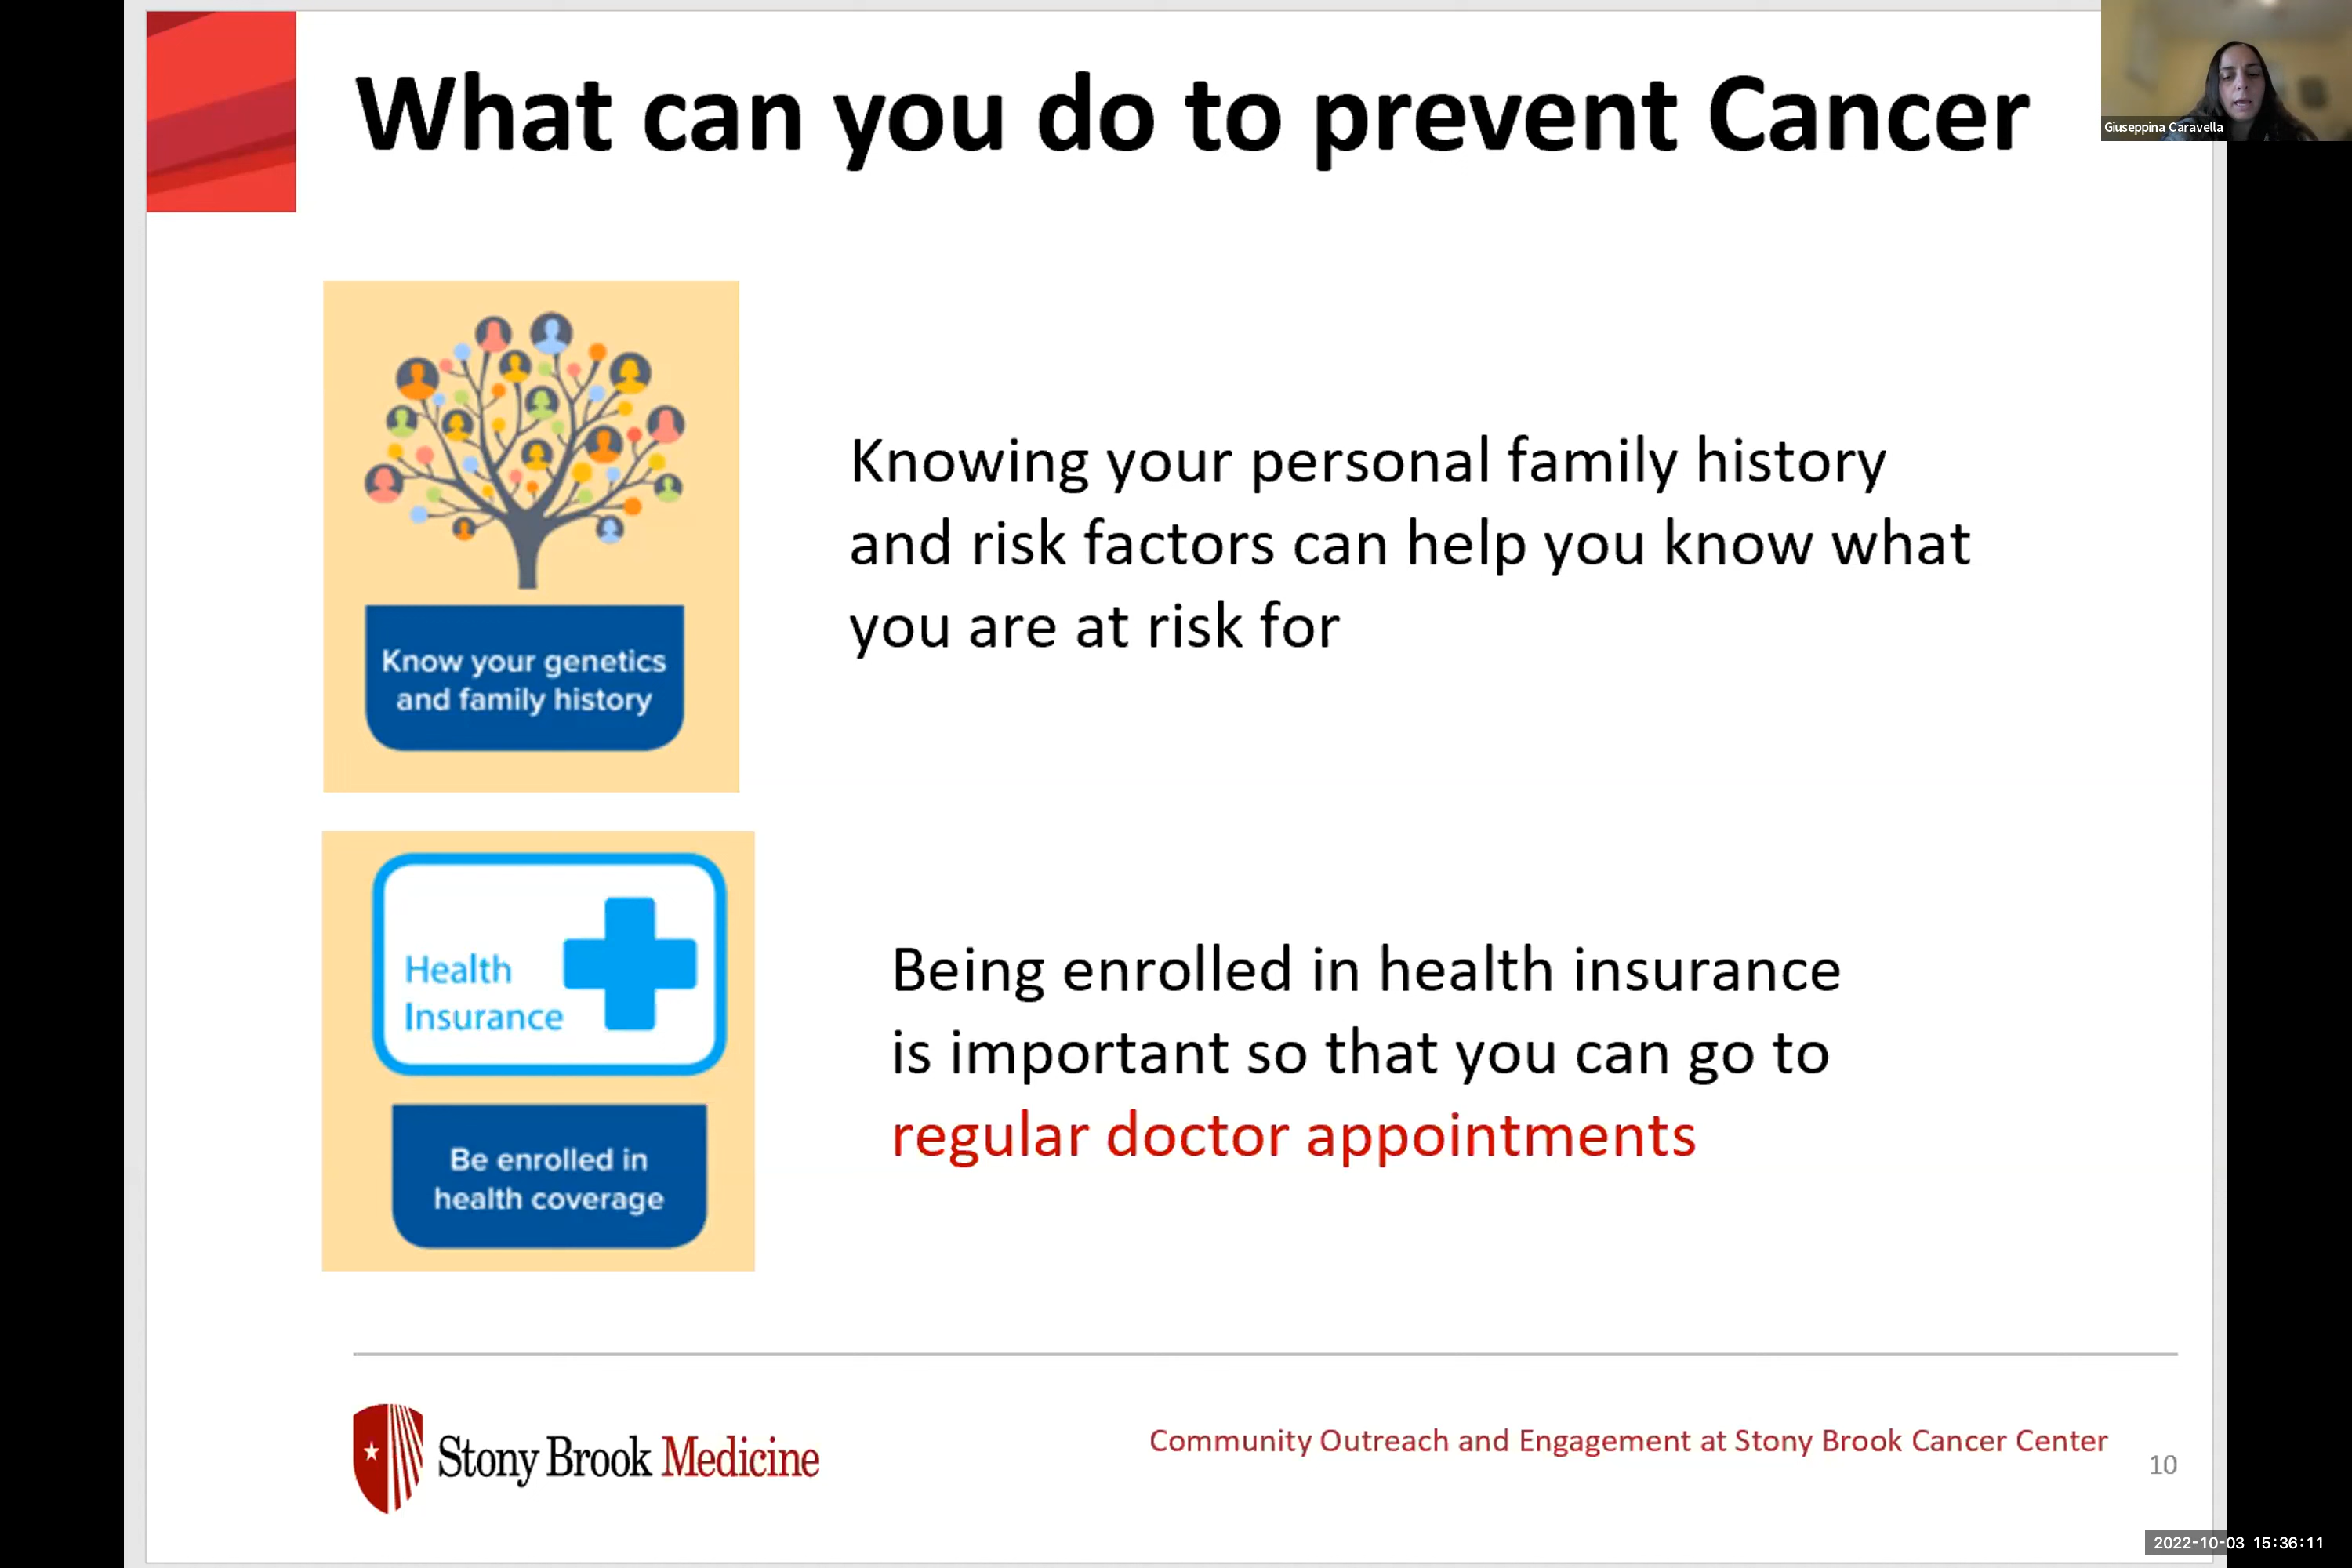 What can you do to prevent Cancer
Giuseppina Caravella
Knowing your personal family history
and risk factors can help you know what
you are at risk for
Know your genetics
and family history
Health
Insurance
Be enrolled in
health coverage
Being enrolled in health insurance
is important so that you can go to
regular doctor appointments
Stony Brook Medicine
Community Outreach and Engagement at Stony Brook Cancer Center
10
2022-10-03 15:36:11